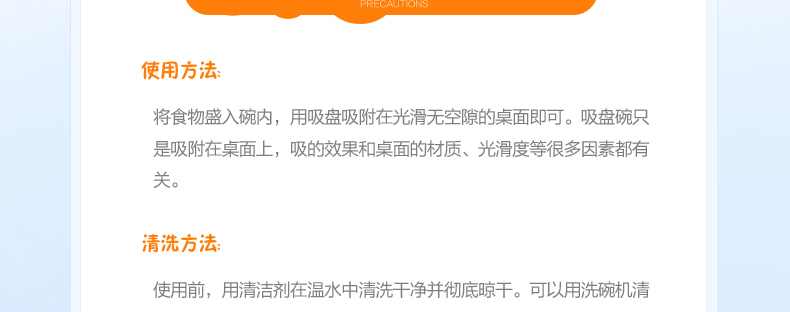 PRECAUTIONS
使用方法:
将食物盛入碗内，用吸盘吸附在光滑无空隙的桌面即可。吸盘碗只
是吸附在桌面上，吸的效果和桌面的材质、光滑度等很多因素都有
关。
清洗方法:
使用前，用清洁剂在温水中清洗干净并彻底晾干。可以用洗碗机清